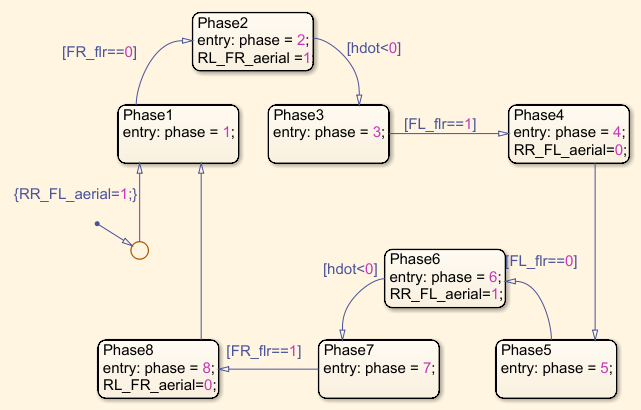 Phase2
entry: phase = 2;
RL_FR_aerial =1;
[FR_flr==0]
[hdot<0]
Phase1
entry: phase = 1;
Phase3
entry: phase = 3;
[FL_flr==1]
Phase4
entry: phase = 4;
RR_FL_aerial=0;
{RR_FL_aerial=1;}
Phase6
entry: phase = 6;
RR_FL_aerial=1;
[hdot<0]
[FL_flr==0]
Phase8
entry: phase = 8;
RL_FR_aerial=0;
[FR_flr==1]
Phase7
entry: phase = 7;
Phase5
entry: phase = 5;